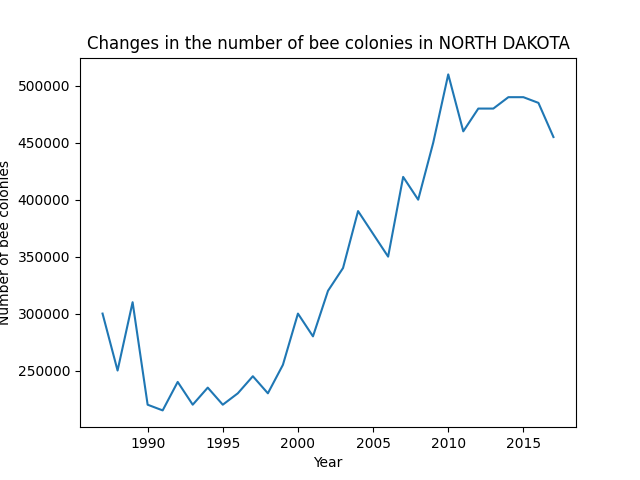 Changes in the number of bee colonies in NORTH DAKOTA
Number of bee colonies
500000
450000
400000
350000
300000
250000
1990 1995 2000 2005 2010 2015
Year